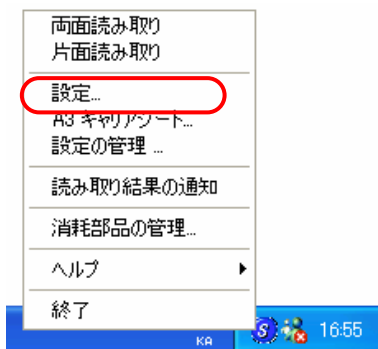 両面読み取り
片面読み取り
設定...
A3 キャリアシート...
設定の管理 ...
読み取り結果の通知
消耗部品の管理...
ヘルプ
終了
KA
S
16:55